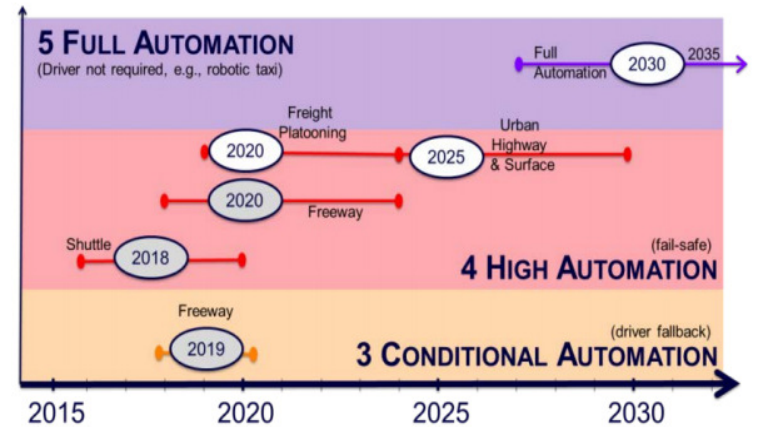 5 FULL AUTOMATION
(Driver not required, e.g., robotic taxi)
Full
Automation
2030
2035
Freight
Platooning
2020
Urban
Highway
& Surface
2025
2020
Freeway
Shuttle
2018
(fail-safe)
4 HIGH AUTOMATION
Freeway
2019
(driver fallback)
3 CONDITIONAL AUTOMATION
2015
2020
2025
2030